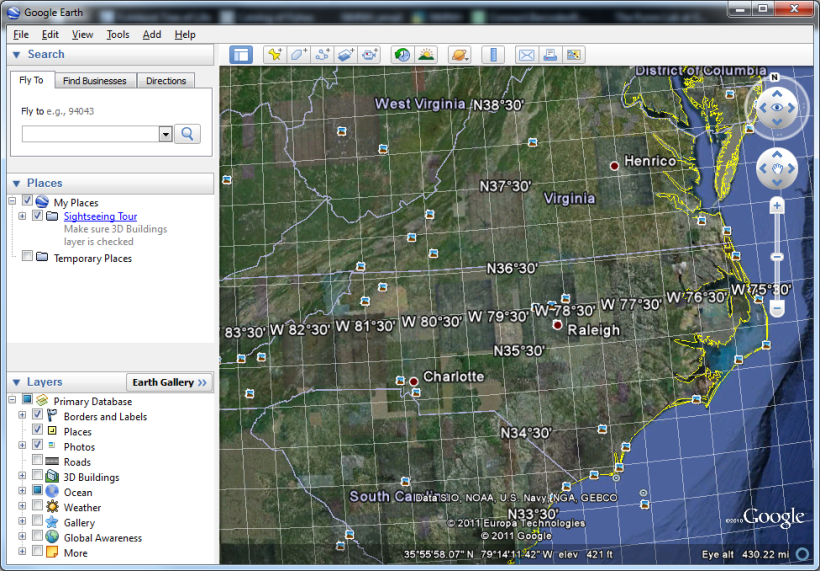 Google Earth
File Edit View Tools Add Help
Search
Fly To Find Businesses Directions
Fly to e.g., 94043
Places
My Places
Sightseeing Tour
Make sure 3D Buildings
layer is checked
Temporary Places
Layers Earth Gallery >>
Primary Database
Borders and Labels
Places
Photos
Roads
3D Buildings
Ocean
Weather
Gallery
Global Awareness
More
District of Columbia
N
West Virginia N38°30'
Henrico
N37°30'
Virginia
N36°30'
83°30' W 82°30' W 81°30' W 80°30' W 79°30' W 78°30' W 77°30' W 76°30' W 75°30'
Raleigh
N35°30'
Charlotte
N34°30'
South Carolina
Data SIO, NOAA, U.S. Navy, NGA, GEBCO
N33°30'
© 2011 Europa Technologies
© 2011 Google
©2010 Google
35°55'58.07" N 79°14'11.42" W elev 421 ft
Eye alt 430.22 mi